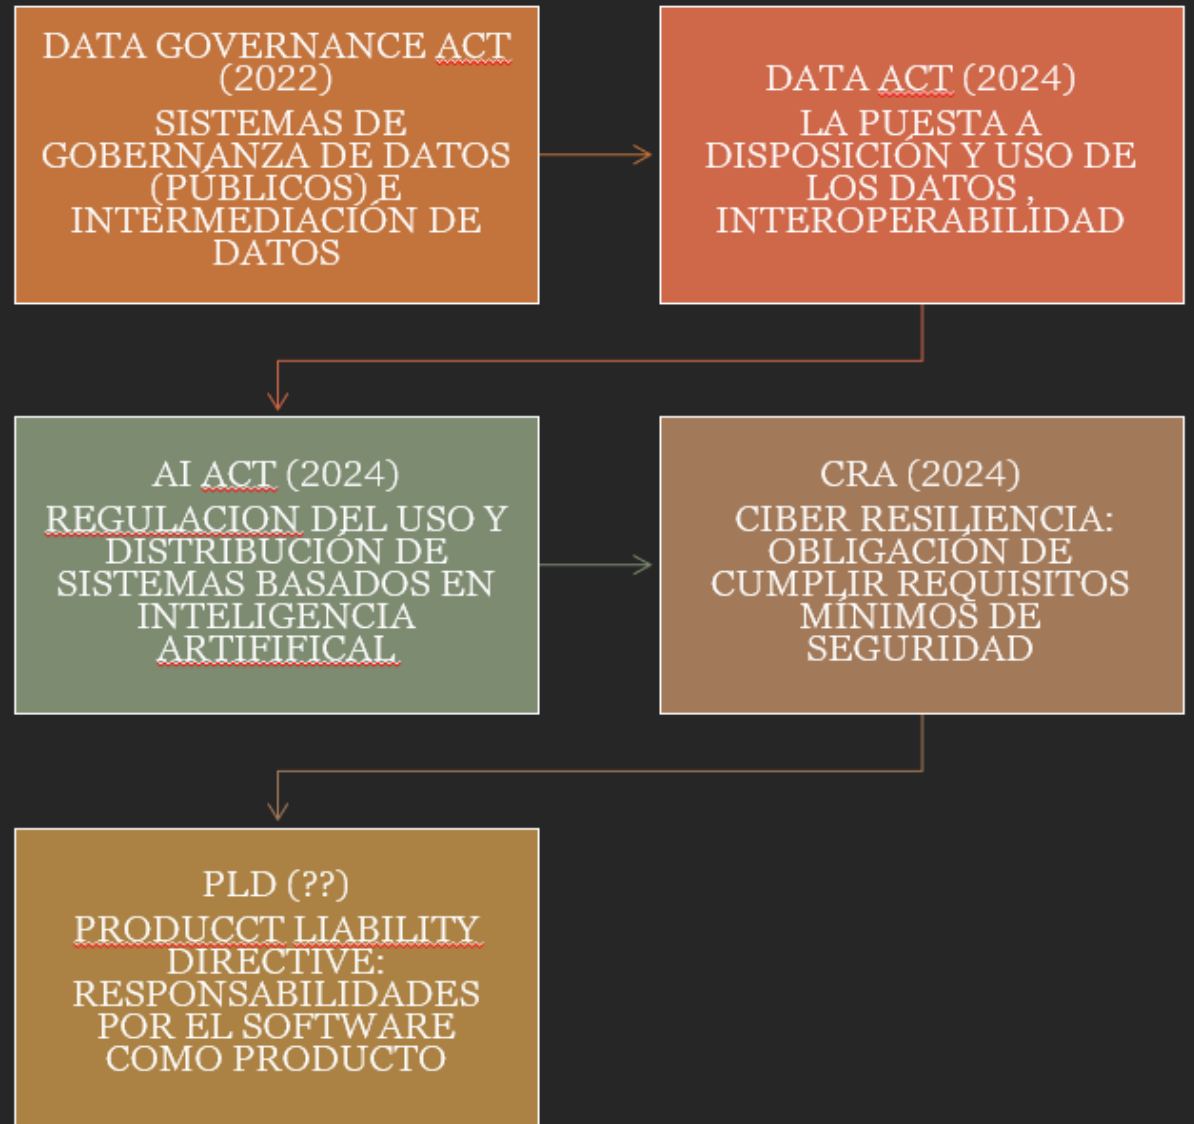 DATA GOVERNANCE ACT
(2022)
SISTEMAS DE
GOBERNANZA DE DATOS
(PÚBLICOS) E
INTERMEDIACIÓN DE
DATOS
DATA ACT (2024)
LA PUESTA A
DISPOSICIÓN Y USO DE
LOS DATOS ,
INTEROPERABILIDAD
AI ACT (2024)
REGULACION DEL USO Y
DISTRIBUCIÓN DE
SISTEMAS BASADOS EN
INTELIGENCIA
ARTIFIFICAL
CRA (2024)
CIBER RESILIENCIA:
OBLIGACIÓN DE
CUMPLIR REQUISITOS
MÍNIMOS DE
SEGURIDAD
PLD (??)
PRODUCCT LIABILITY
DIRECTIVE:
RESPONSABILIDADES
POR EL SOFTWARE
COMO PRODUCTO